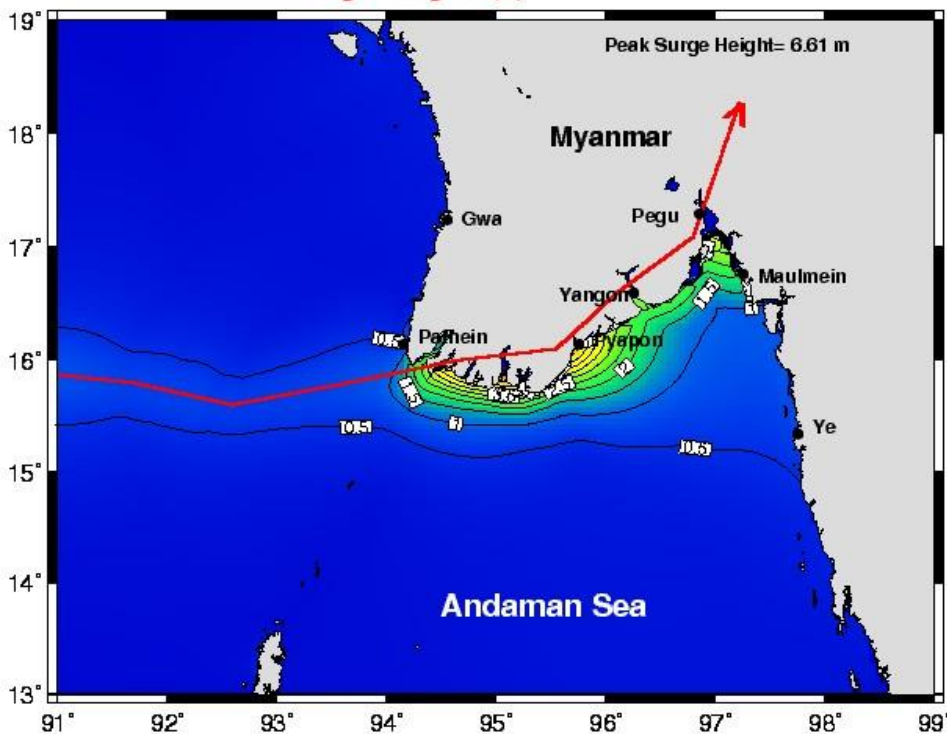 19°
Peak Surge Height= 6.61 m
18°
Myanmar
Pegu
Gwa
17°
Maulmein
Yangon
Pathein
Pyapon
16°
0.5
1.5
2
1
0.5
0.5
Ye
15°
14°
Andaman Sea
13°
91° 92° 93° 94° 95° 96° 97° 98° 99°